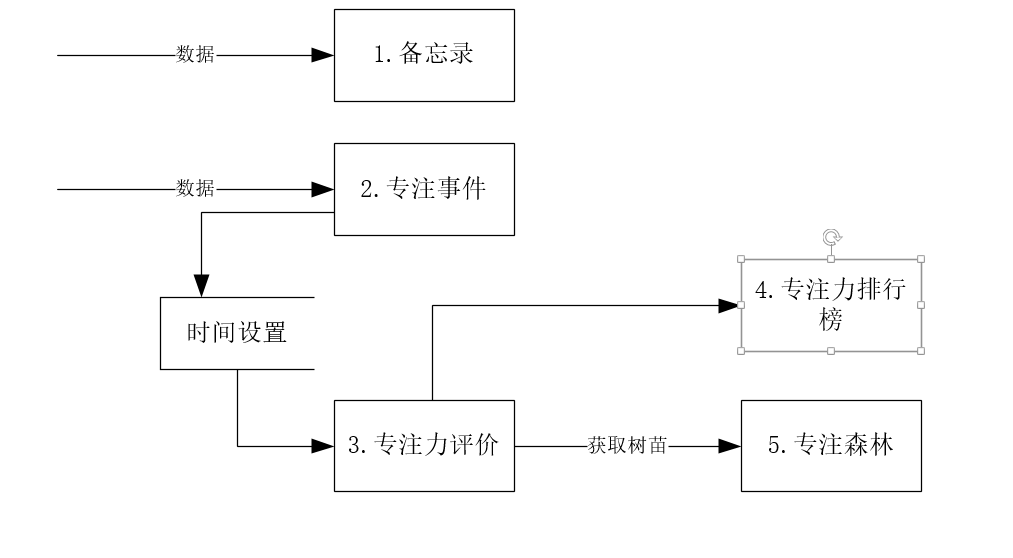 数据
1.备忘录
数据
2.专注事件
时间设置
4.专注力排行
榜
3.专注力评价
获取树苗
5.专注森林